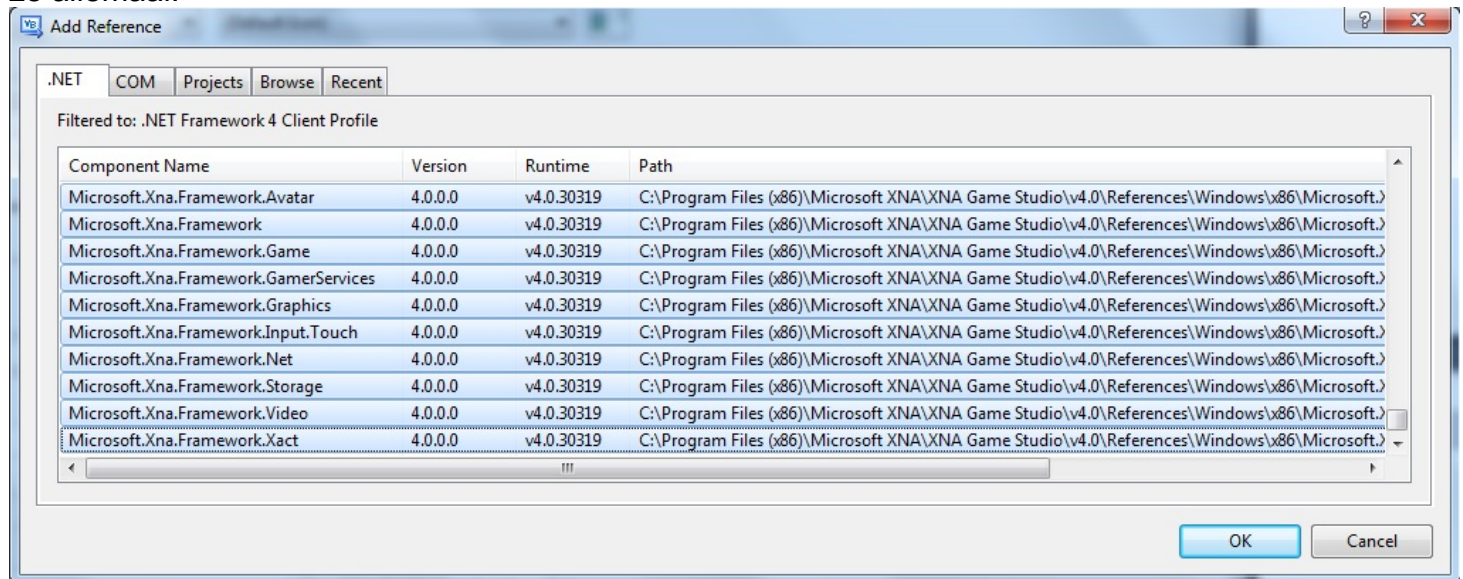 Ze allemaal.
Add Reference
.NET COM Projects Browse Recent
Filtered to: .NET Framework 4 Client Profile
Component Name Version Runtime Path
Microsoft.Xna.Framework.Avatar 4.0.0.0 v4.0.30319 C:\Program Files (x86)\Microsoft XNA\XNA Game Studio\v4.0\References\Windows\x86\Microsoft.X
Microsoft.Xna.Framework 4.0.0.0 v4.0.30319 C:\Program Files (x86)\Microsoft XNA\XNA Game Studio\v4.0\References\Windows\x86\Microsoft.X
Microsoft.Xna.Framework.Game 4.0.0.0 v4.0.30319 C:\Program Files (x86)\Microsoft XNA\XNA Game Studio\v4.0\References\Windows\x86\Microsoft.X
Microsoft.Xna.Framework.GamerServices 4.0.0.0 v4.0.30319 C:\Program Files (x86)\Microsoft XNA\XNA Game Studio\v4.0\References\Windows\x86\Microsoft.X
Microsoft.Xna.Framework.Graphics 4.0.0.0 v4.0.30319 C:\Program Files (x86)\Microsoft XNA\XNA Game Studio\v4.0\References\Windows\x86\Microsoft.X
Microsoft.Xna.Framework.Input.Touch 4.0.0.0 v4.0.30319 C:\Program Files (x86)\Microsoft XNA\XNA Game Studio\v4.0\References\Windows\x86\Microsoft.X
Microsoft.Xna.Framework.Net 4.0.0.0 v4.0.30319 C:\Program Files (x86)\Microsoft XNA\XNA Game Studio\v4.0\References\Windows\x86\Microsoft.X
Microsoft.Xna.Framework.Storage 4.0.0.0 v4.0.30319 C:\Program Files (x86)\Microsoft XNA\XNA Game Studio\v4.0\References\Windows\x86\Microsoft.X
Microsoft.Xna.Framework.Video 4.0.0.0 v4.0.30319 C:\Program Files (x86)\Microsoft XNA\XNA Game Studio\v4.0\References\Windows\x86\Microsoft.X
Microsoft.Xna.Framework.Xact 4.0.0.0 v4.0.30319 C:\Program Files (x86)\Microsoft XNA\XNA Game Studio\v4.0\References\Windows\x86\Microsoft.X
OK Cancel